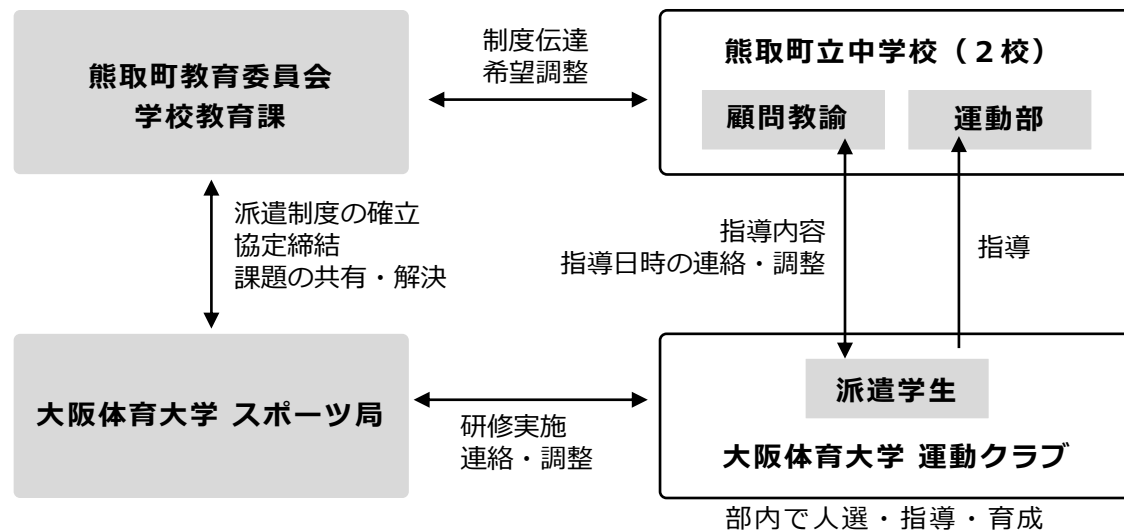 熊取町教育委員会
学校教育課
制度伝達
希望調整
熊取町立中学校（２校）
顧問教諭
運動部
派遣制度の確立
協定締結
課題の共有・解決
指導内容
指導日時の連絡・調整
指導
大阪体育大学 スポーツ局
研修実施
連絡・調整
派遣学生
大阪体育大学 運動クラブ
部内で人選・指導・育成